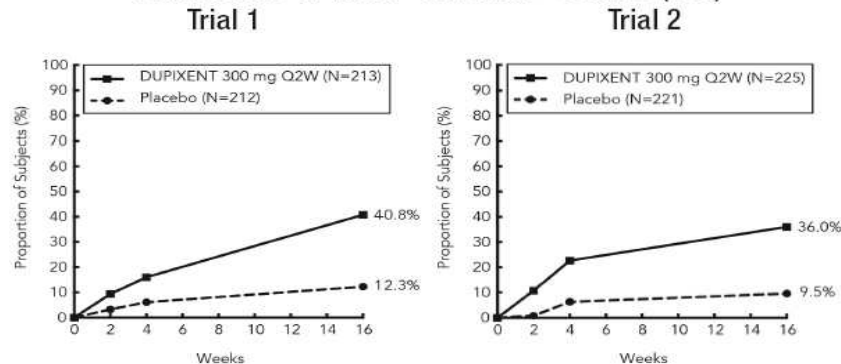 Trial 1
Trial 2
100
90
80
70
60
50
40
30
20
10
0
Proportion of Subjects (%)
DUPIXENT 300 mg Q2W (N=213)
Placebo (N=212)
40.8%
12.3%
0 2 4 6 8 10 12 14 16
Weeks
100
90
80
70
60
50
40
30
20
10
0
Proportion of Subjects (%)
DUPIXENT 300 mg Q2W (N=225)
Placebo (N=221)
36.0%
9.5%
0 2 4 6 8 10 12 14 16
Weeks